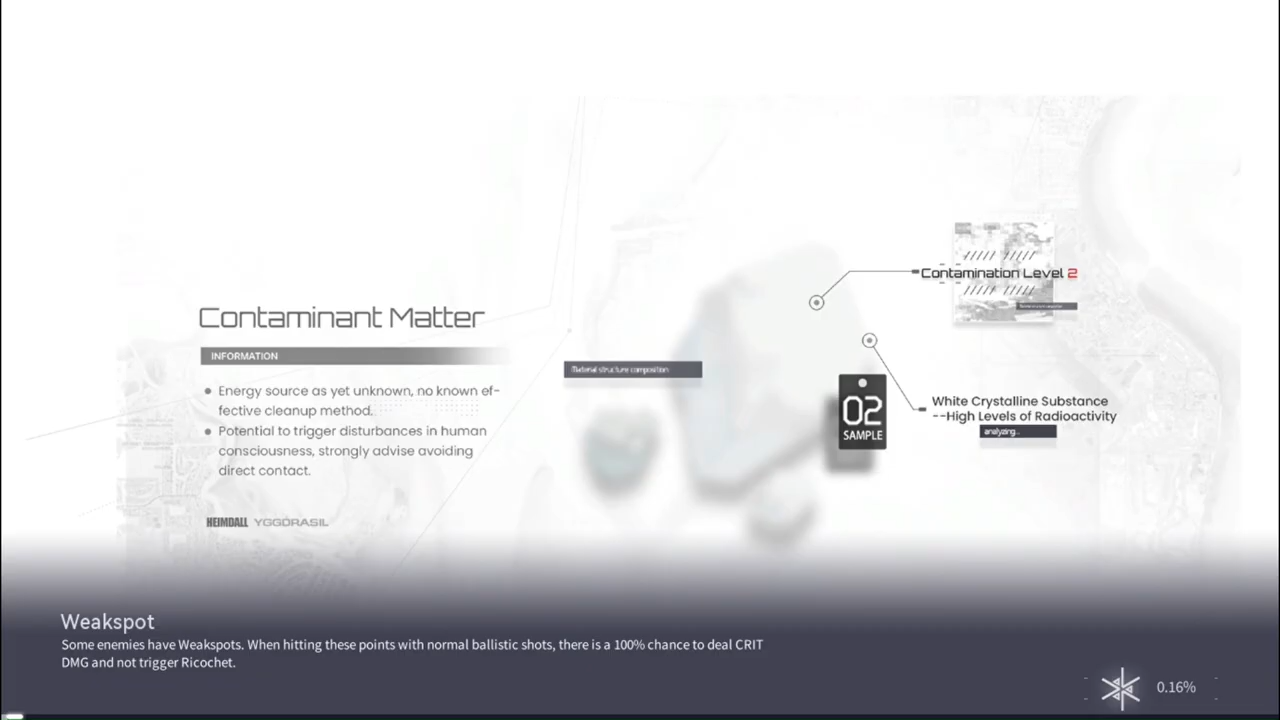 Contamination Level 2
Contaminant Matter
INFORMATION
Energy source as yet unknown, no known ef-
fective cleanup method.
Potential to trigger disturbances in human
consciousness, strongly advise avoiding
direct contact.
HEIMDALL YGGDRASIL
Material structure composition
02
SAMPLE
White Crystalline Substance
--High Levels of Radioactivity
analyzing...
Weakspot
Some enemies have Weakspots. When hitting these points with normal ballistic shots, there is a 100% chance to deal CRIT
DMG and not trigger Ricochet.
0.16%